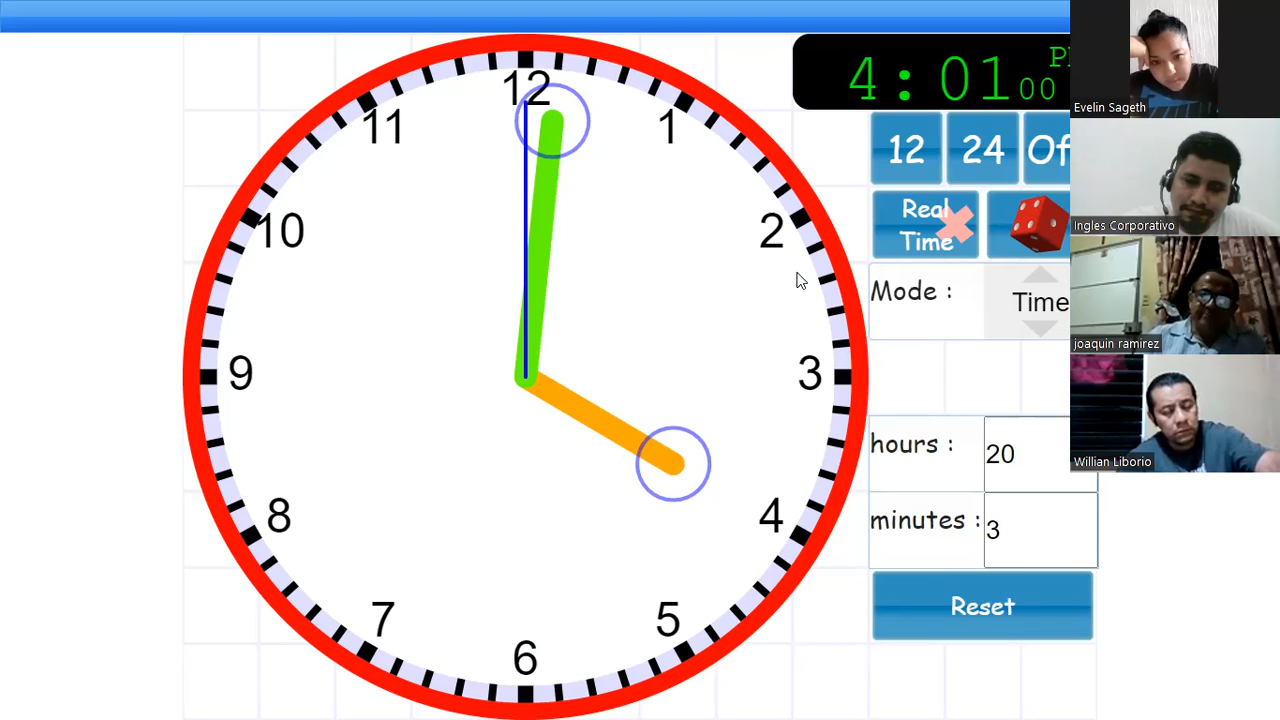 12
11
1
10
2
9
3
8
4
7
5
6
4:01 00
12
24
Real
Time
Mode :
Time
hours :
20
minutes :
3
Reset
Evelin Sageth
Ingles Corporativo
joaquin ramirez
Willian Liborio